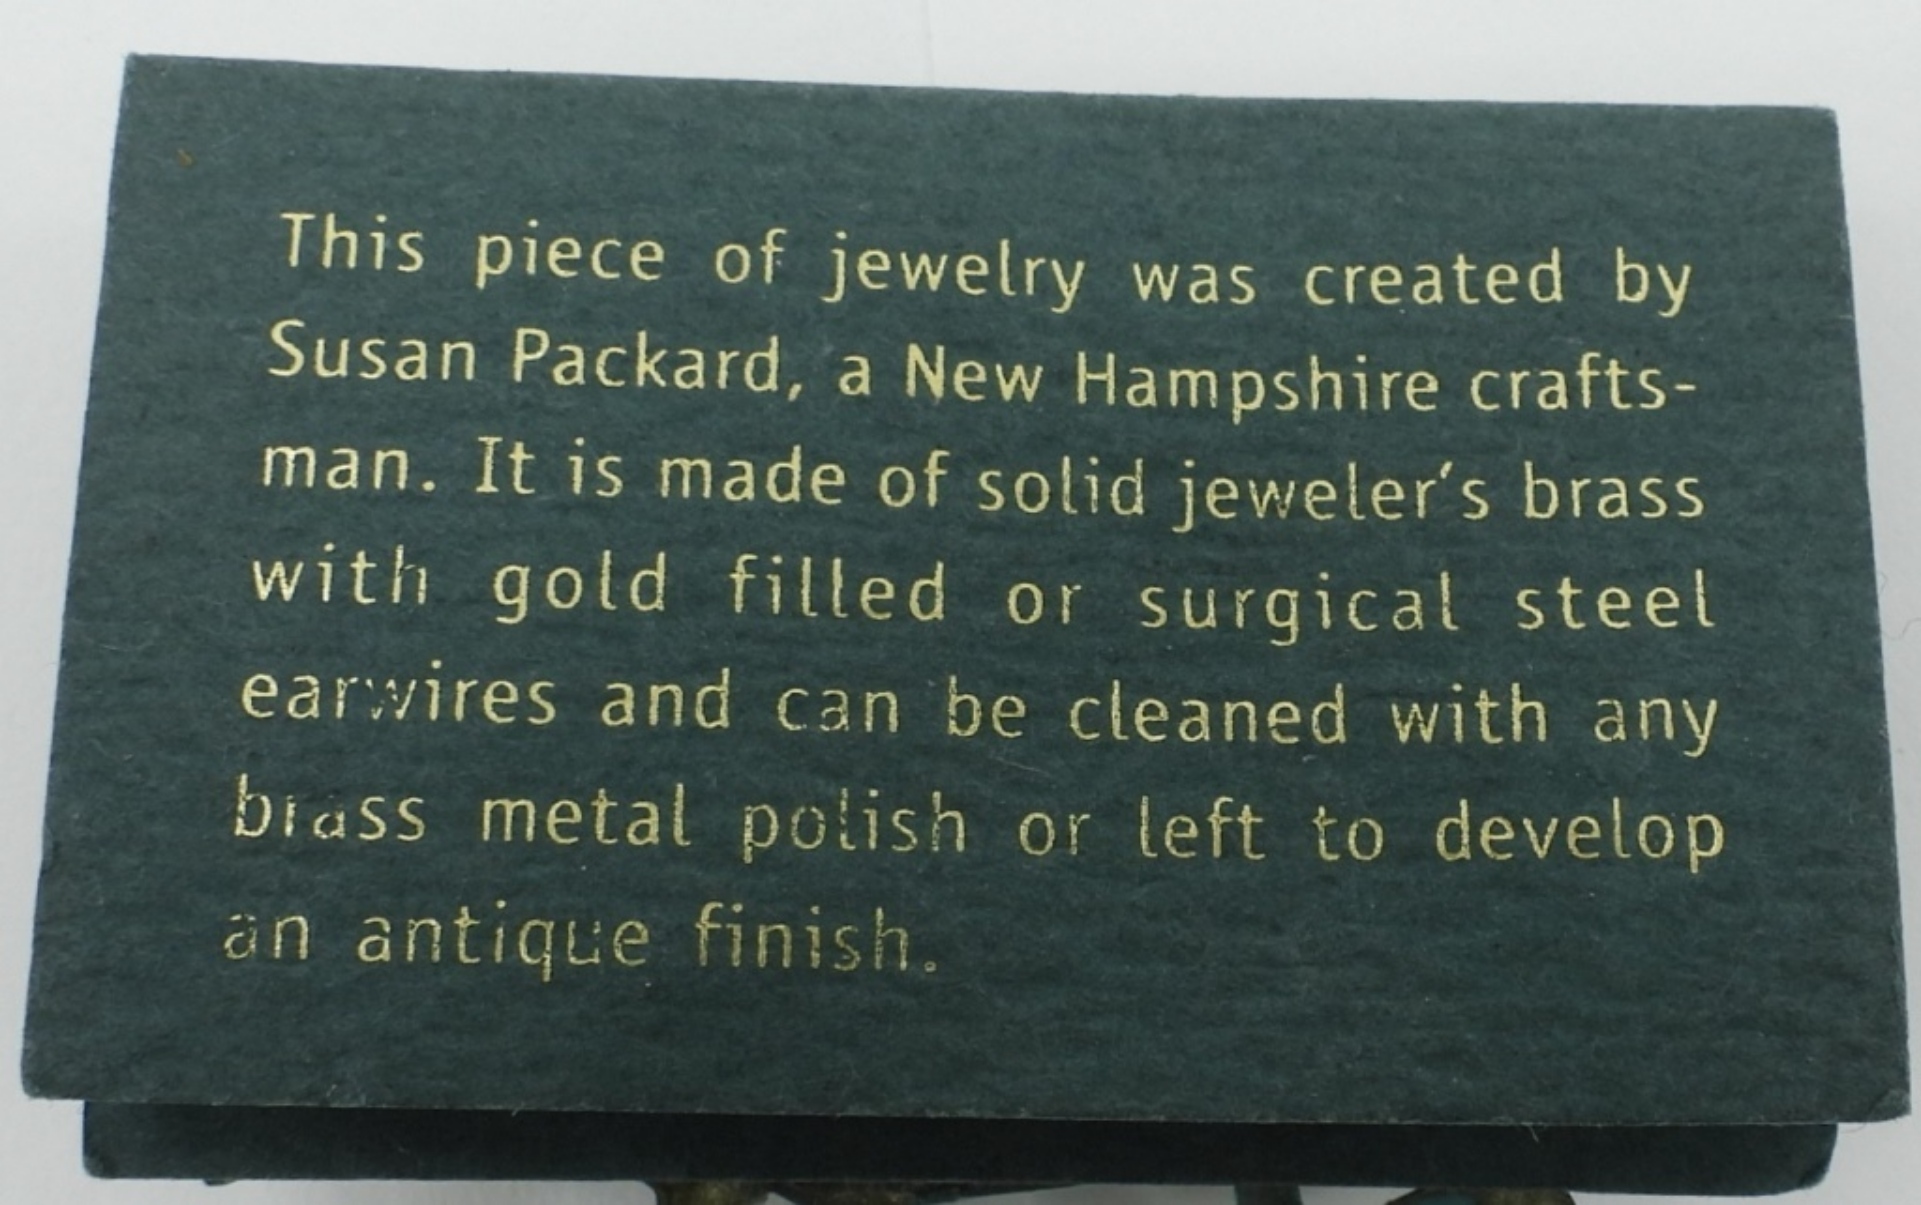 This piece of jewelry was created by
Susan Packard, a New Hampshire crafts-
man. It is made of solid jeweler's brass
with gold filled or surgical steel
earwires and can be cleaned with any
brass metal polish or left to develop
an antique finish.